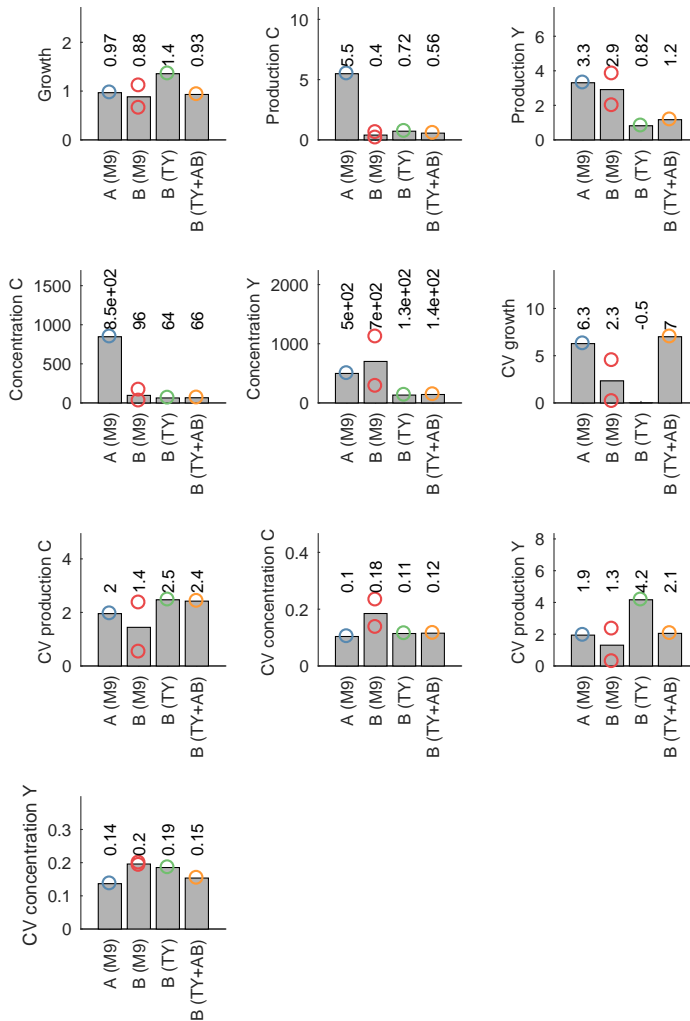 Growth
2
1
0
0.97
0.88
1.4
0.93
A (M9)
B (M9)
B (TY)
B (TY+AB)
Production C
10
5
0
5.5
0.4
0.72
0.56
A (M9)
B (M9)
B (TY)
B (TY+AB)
Production Y
6
4
2
0
3.3
2.9
0.82
1.2
A (M9)
B (M9)
B (TY)
B (TY+AB)
Concentration C
1500
1000
500
0
8.5e+02
96
64
66
A (M9)
B (M9)
B (TY)
B (TY+AB)
Concentration Y
2000
1000
0
5e+02
7e+02
1.3e+02
1.4e+02
A (M9)
B (M9)
B (TY)
B (TY+AB)
CV growth
10
5
0
6.3
2.3
-0.5
7
A (M9)
B (M9)
B (TY)
B (TY+AB)
CV production C
4
2
0
2
1.4
2.5
2.4
A (M9)
B (M9)
B (TY)
B (TY+AB)
CV concentration C
0.4
0.2
0
0.1
0.18
0.11
0.12
A (M9)
B (M9)
B (TY)
B (TY+AB)
CV production Y
8
6
4
2
0
1.9
1.3
4.2
2.1
A (M9)
B (M9)
B (TY)
B (TY+AB)
CV concentration Y
0.3
0.2
0.1
0
0.14
0.2
0.19
0.15
A (M9)
B (M9)
B (TY)
B (TY+AB)